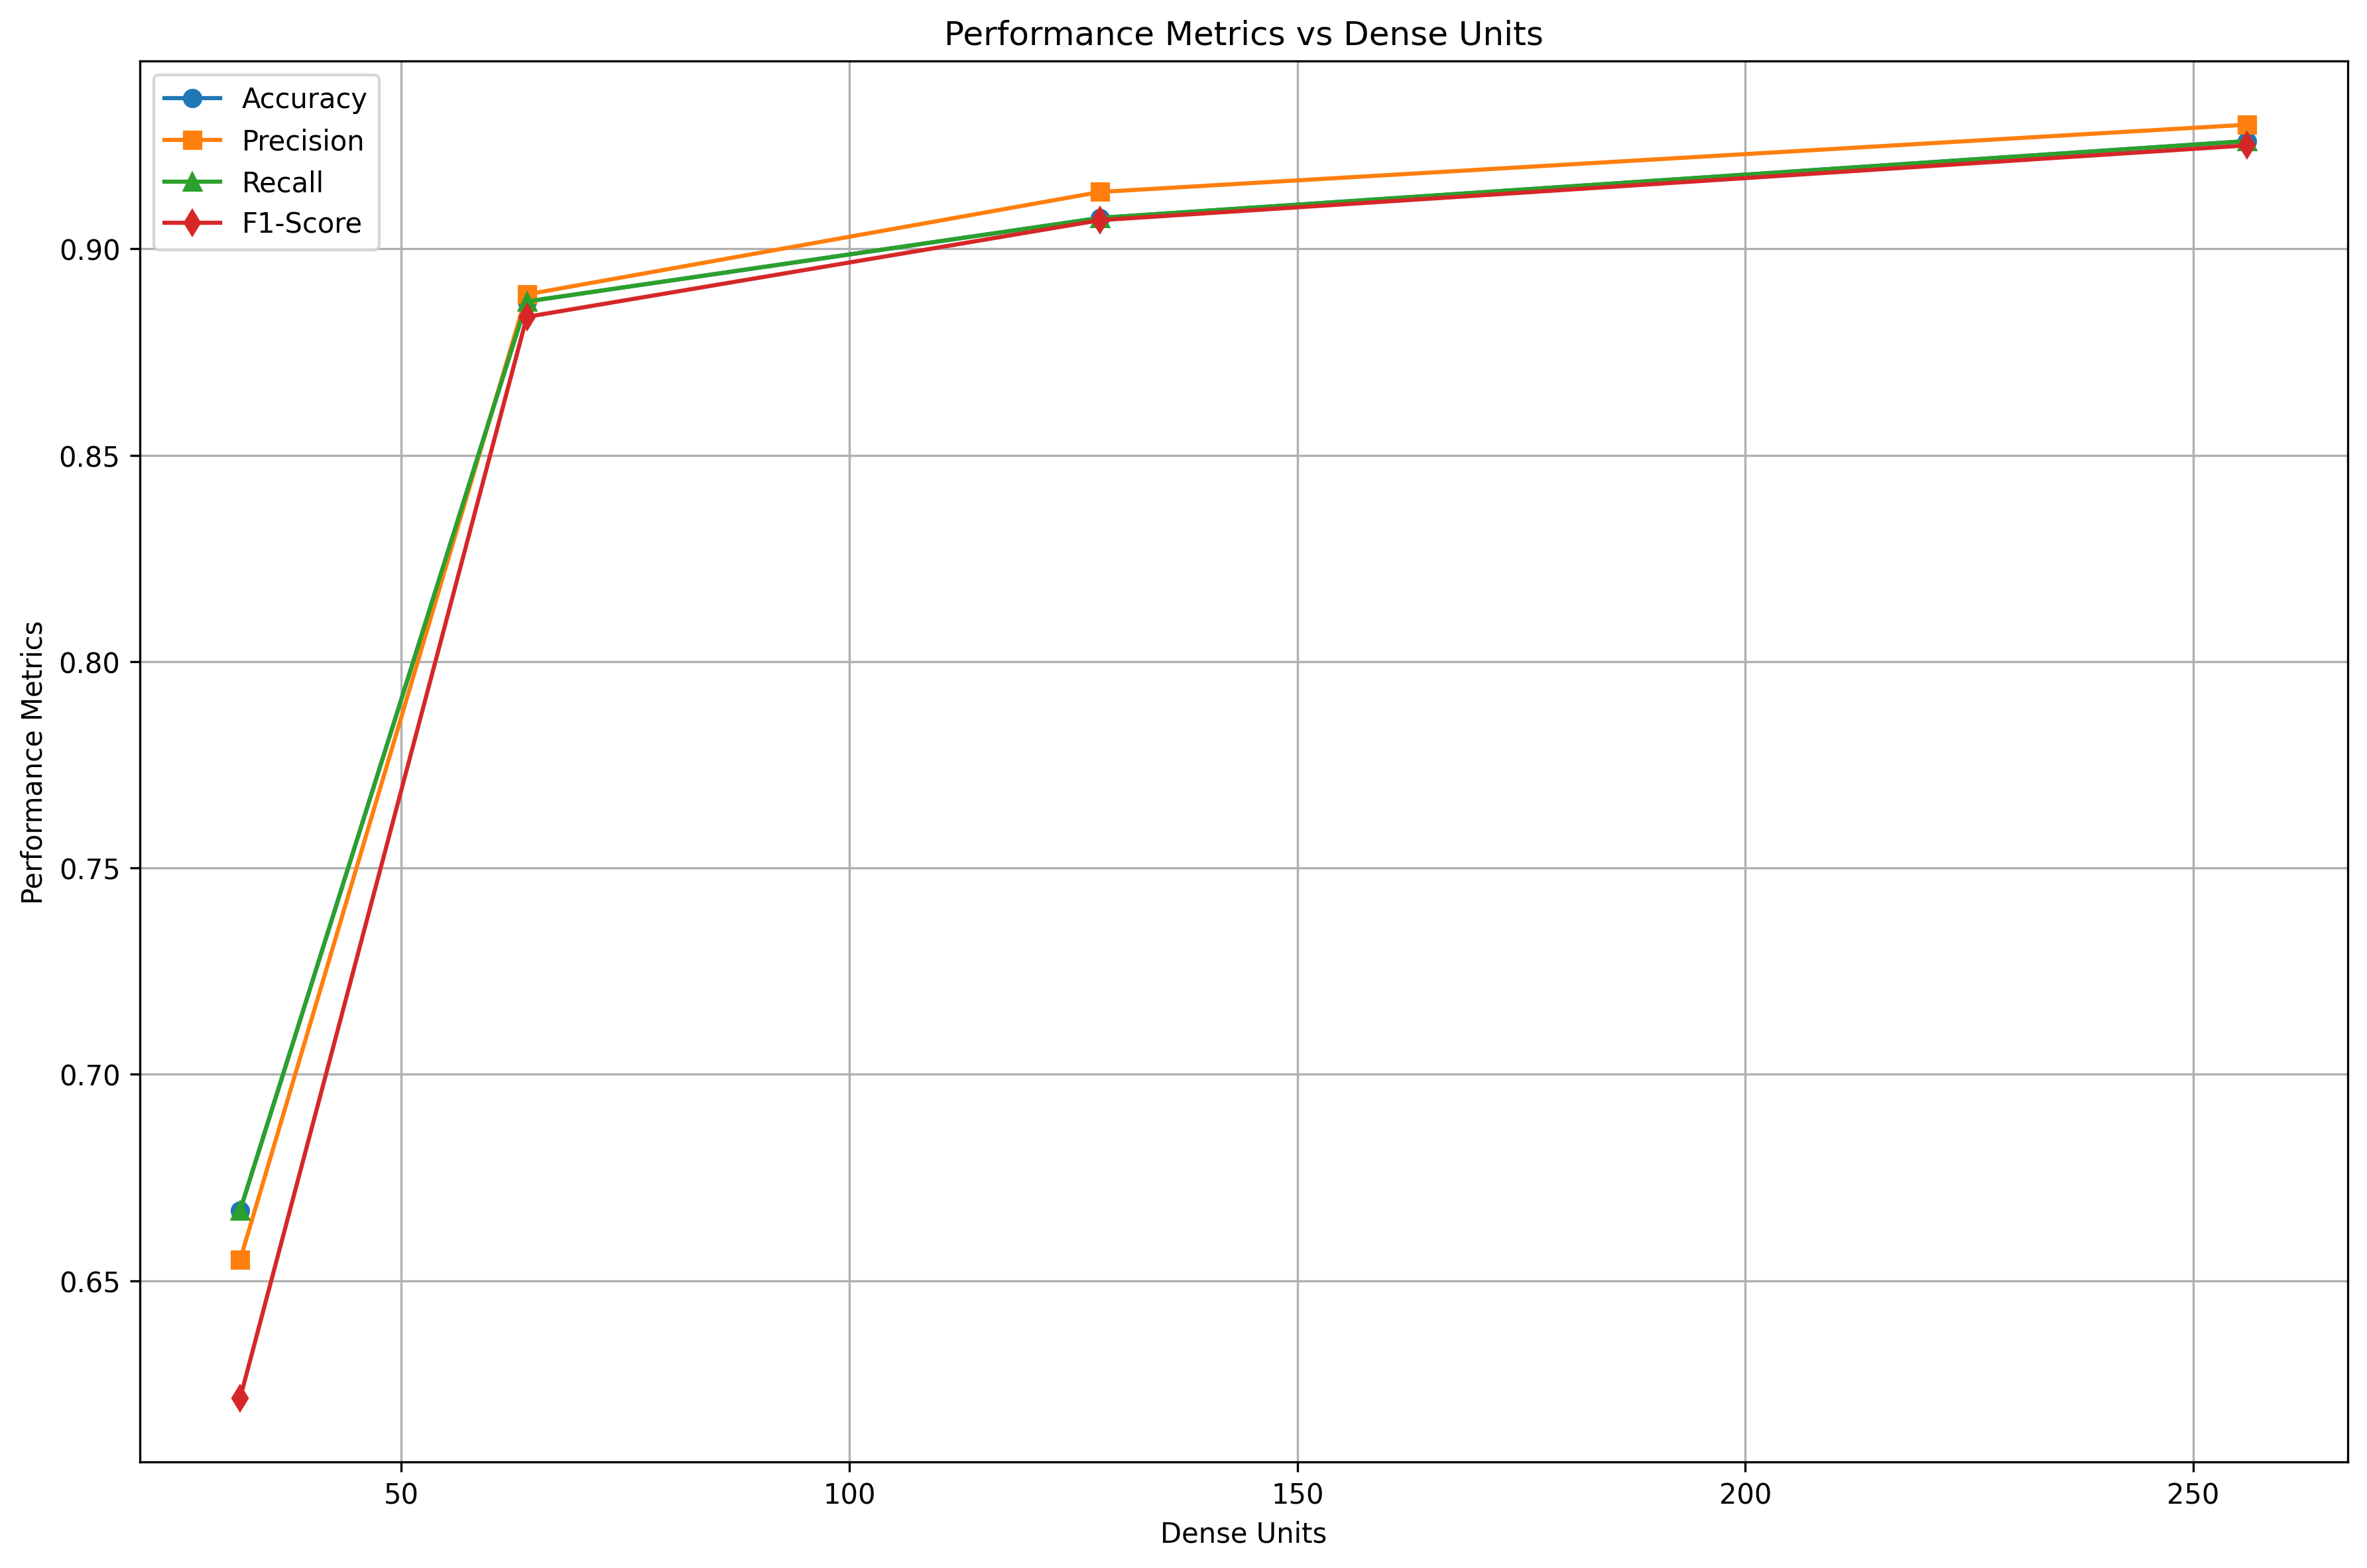 Performance Metrics vs Dense Units
Accuracy
Precision
Recall
F1-Score
0.90
0.85
0.80
0.75
0.70
0.65
Performance Metrics
50
100
150
200
250
Dense Units